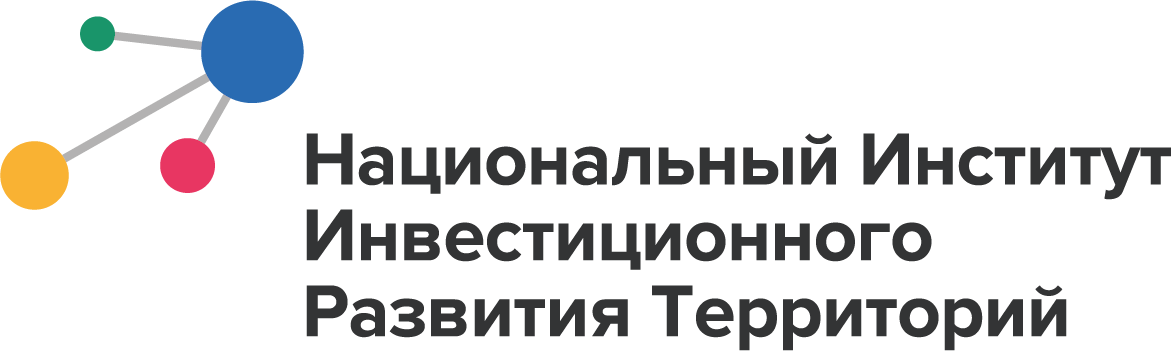 Национальный Институт
Инвестиционного
Развития Территорий